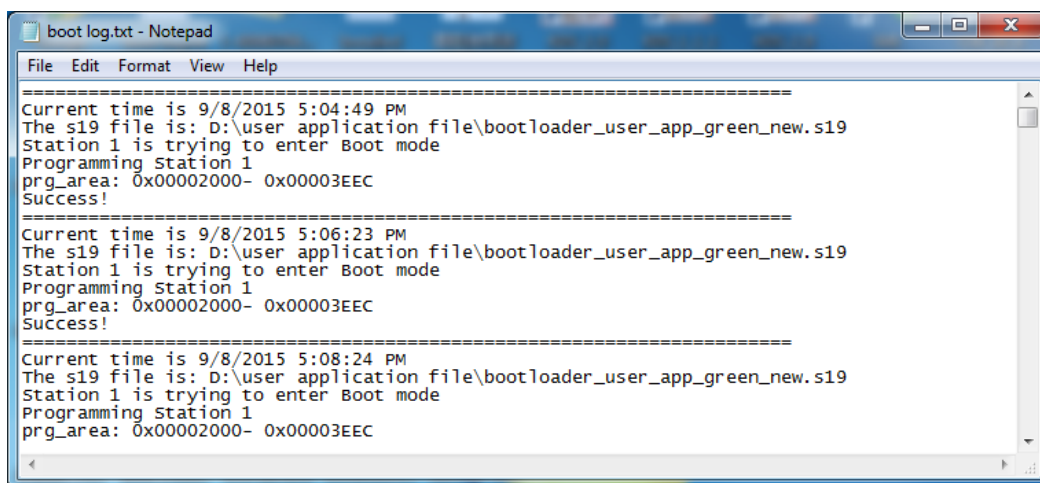 boot log.txt - Notepad
File Edit Format View Help
======================================================================
Current time is 9/8/2015 5:04:49 PM
The s19 file is: D:\user application file\bootloader_user_app_green_new.s19
Station 1 is trying to enter Boot mode
Programming Station 1
prg_area: 0x00002000- 0x00003EEC
Success!
======================================================================
Current time is 9/8/2015 5:06:23 PM
The s19 file is: D:\user application file\bootloader_user_app_green_new.s19
Station 1 is trying to enter Boot mode
Programming Station 1
prg_area: 0x00002000- 0x00003EEC
Success!
======================================================================
Current time is 9/8/2015 5:08:24 PM
The s19 file is: D:\user application file\bootloader_user_app_green_new.s19
Station 1 is trying to enter Boot mode
Programming Station 1
prg_area: 0x00002000- 0x00003EEC